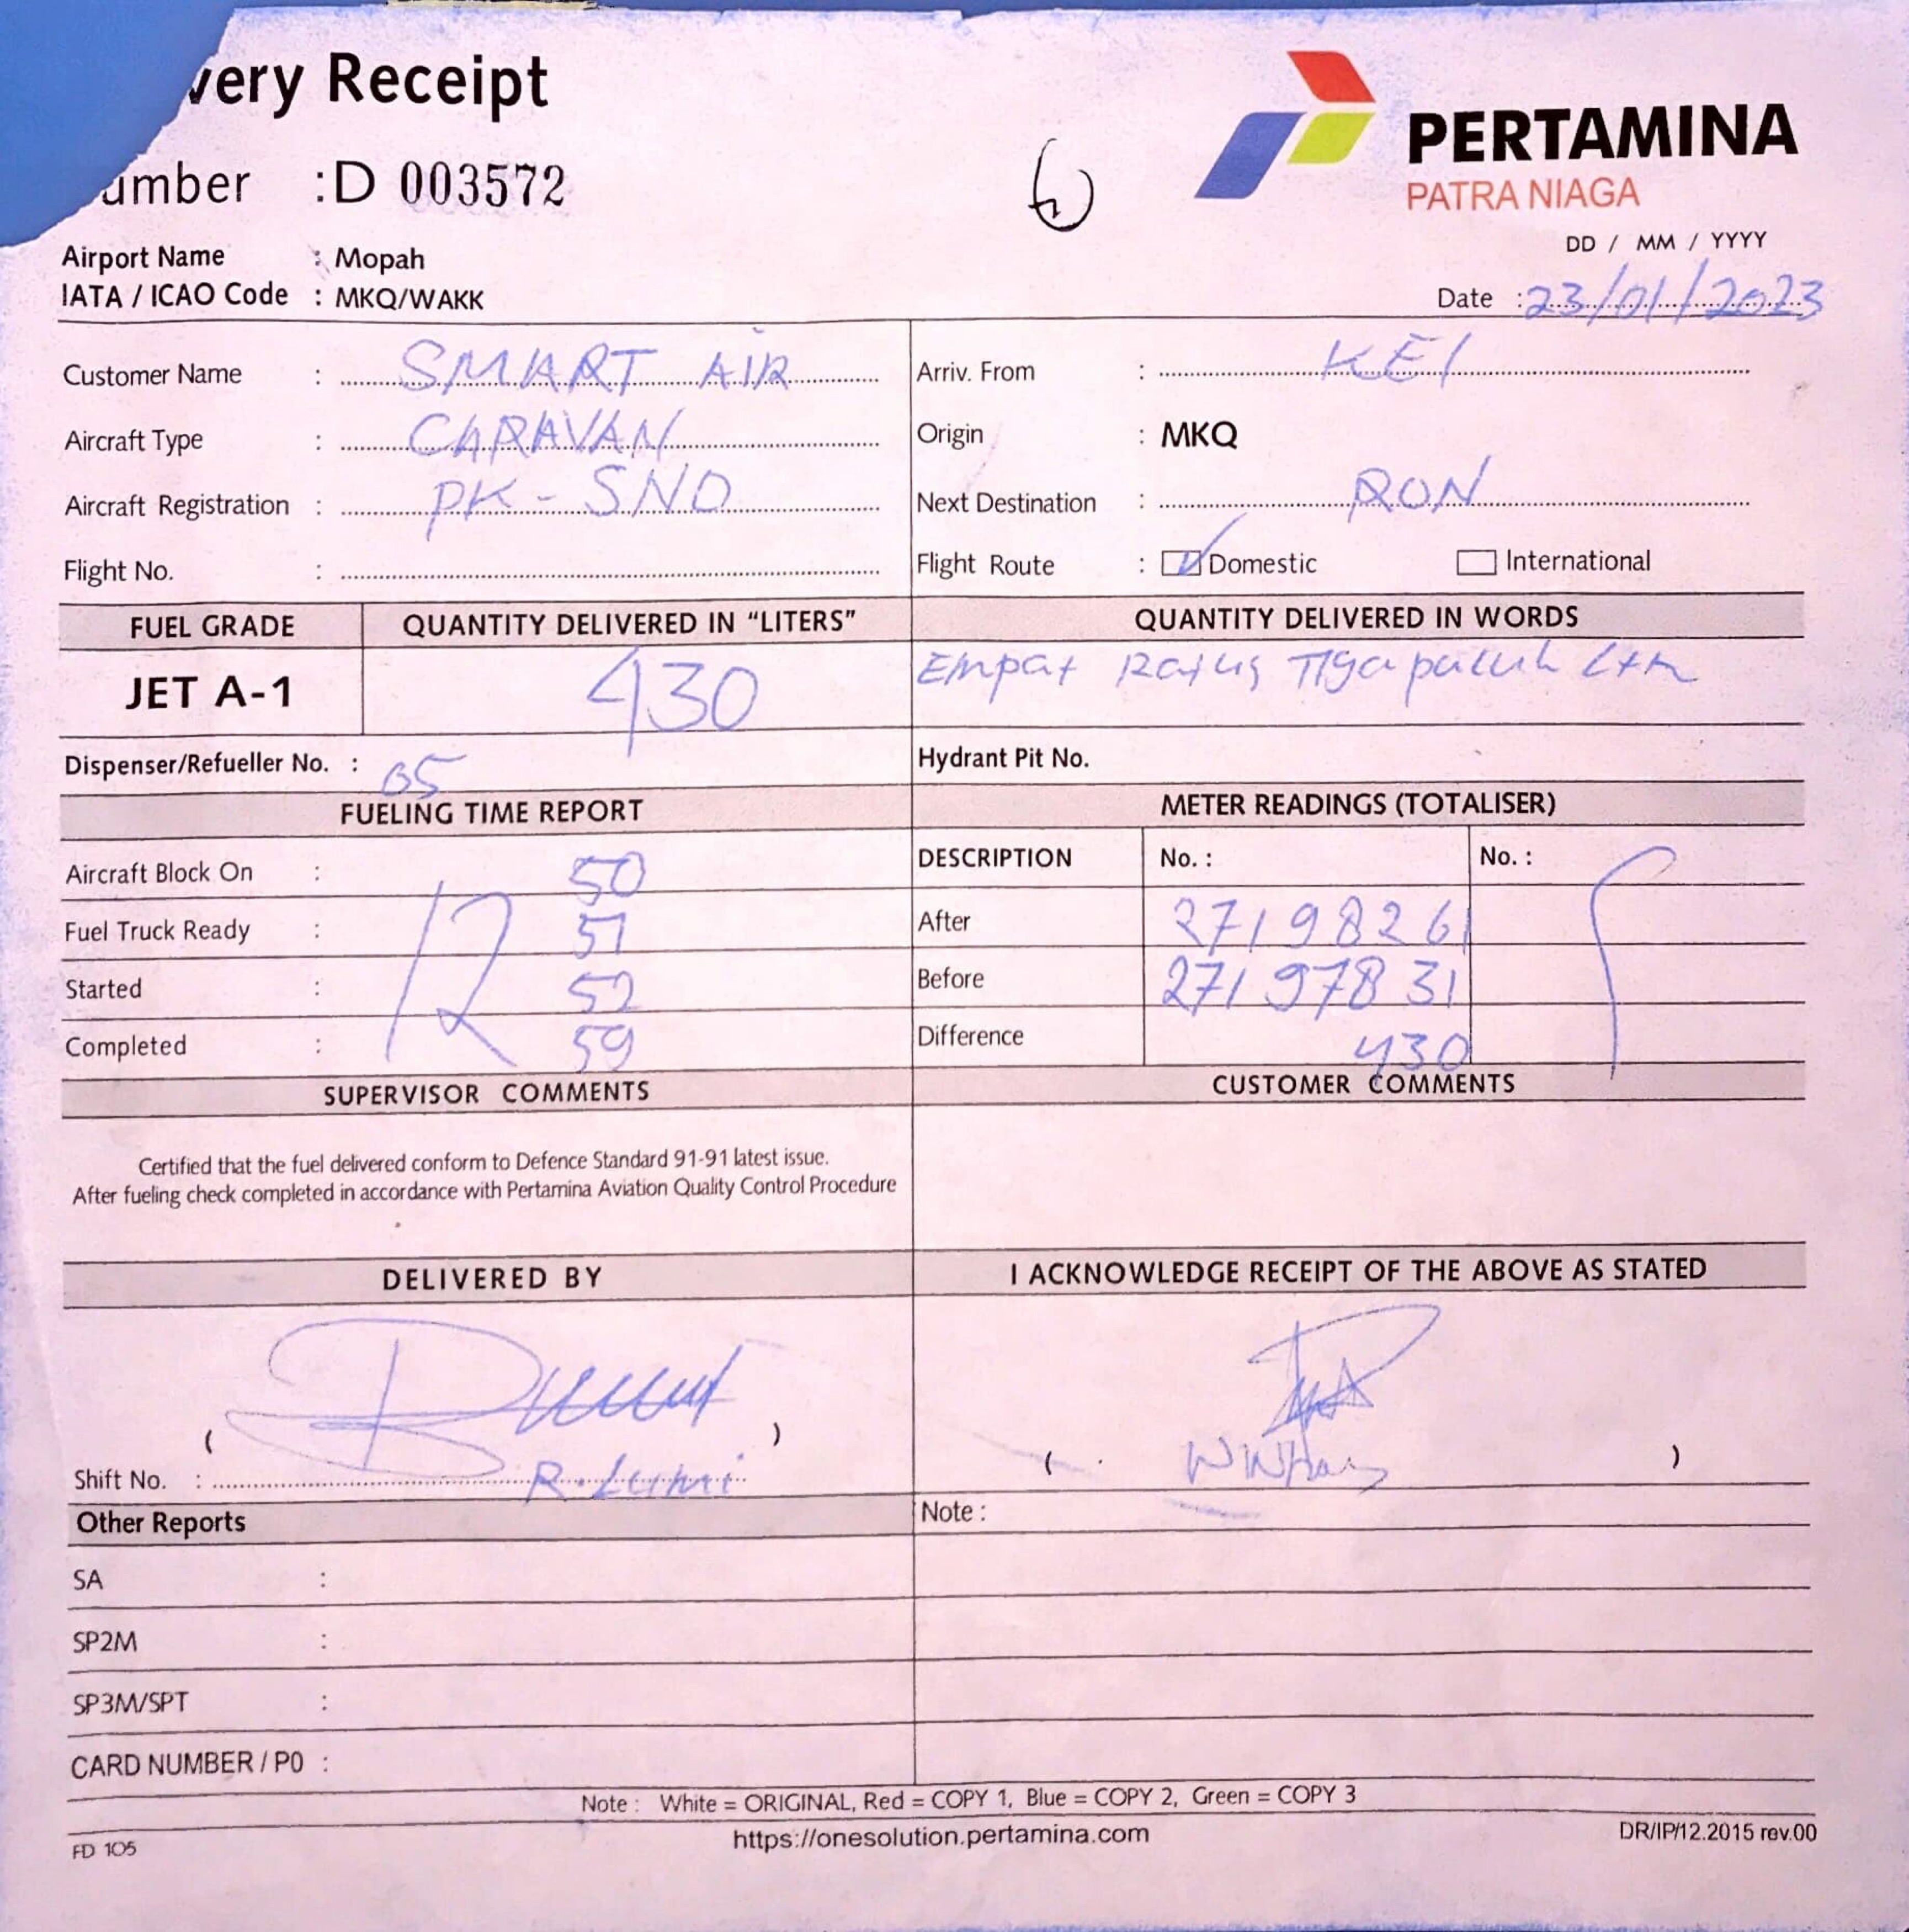 very Receipt
umber : D 003572
PERTAMINA
PATRA NIAGA
Airport Name : Mopah
IATA / ICAO Code : MKQ/WAKK
DD / MM / YYYY
Date : 23/01/2023
Customer Name : SMART AIR
Aircraft Type : CARAVAN
Aircraft Registration : PK-SNO
Flight No. :
Arriv. From : KEI
Origin : MKQ
Next Destination : RON
Flight Route : Domestic International
FUEL GRADE QUANTITY DELIVERED IN "LITERS" QUANTITY DELIVERED IN WORDS
JET A-1 430 Empat Ratus Tiga puluh Ltr
Dispenser/Refueller No. : 05
Hydrant Pit No.
FUELING TIME REPORT
Aircraft Block On : 50
Fuel Truck Ready : 51
12
Started : 52
Completed : 59
METER READINGS (TOTALISER)
DESCRIPTION No. : No. :
After 27198261
Before 27197831
Difference 430
SUPERVISOR COMMENTS
Certified that the fuel delivered conform to Defence Standard 91-91 latest issue.
After fueling check completed in accordance with Pertamina Aviation Quality Control Procedure
CUSTOMER COMMENTS
DELIVERED BY
( )
Shift No. : R. Lumi
I ACKNOWLEDGE RECEIPT OF THE ABOVE AS STATED
( )
Other Reports
Note :
SA :
SP2M :
SP3M/SPT :
CARD NUMBER / PO :
Note : White = ORIGINAL, Red = COPY 1, Blue = COPY 2, Green = COPY 3
https://onesolution.pertamina.com
FD 105
DR/IP/12.2015 rev.00